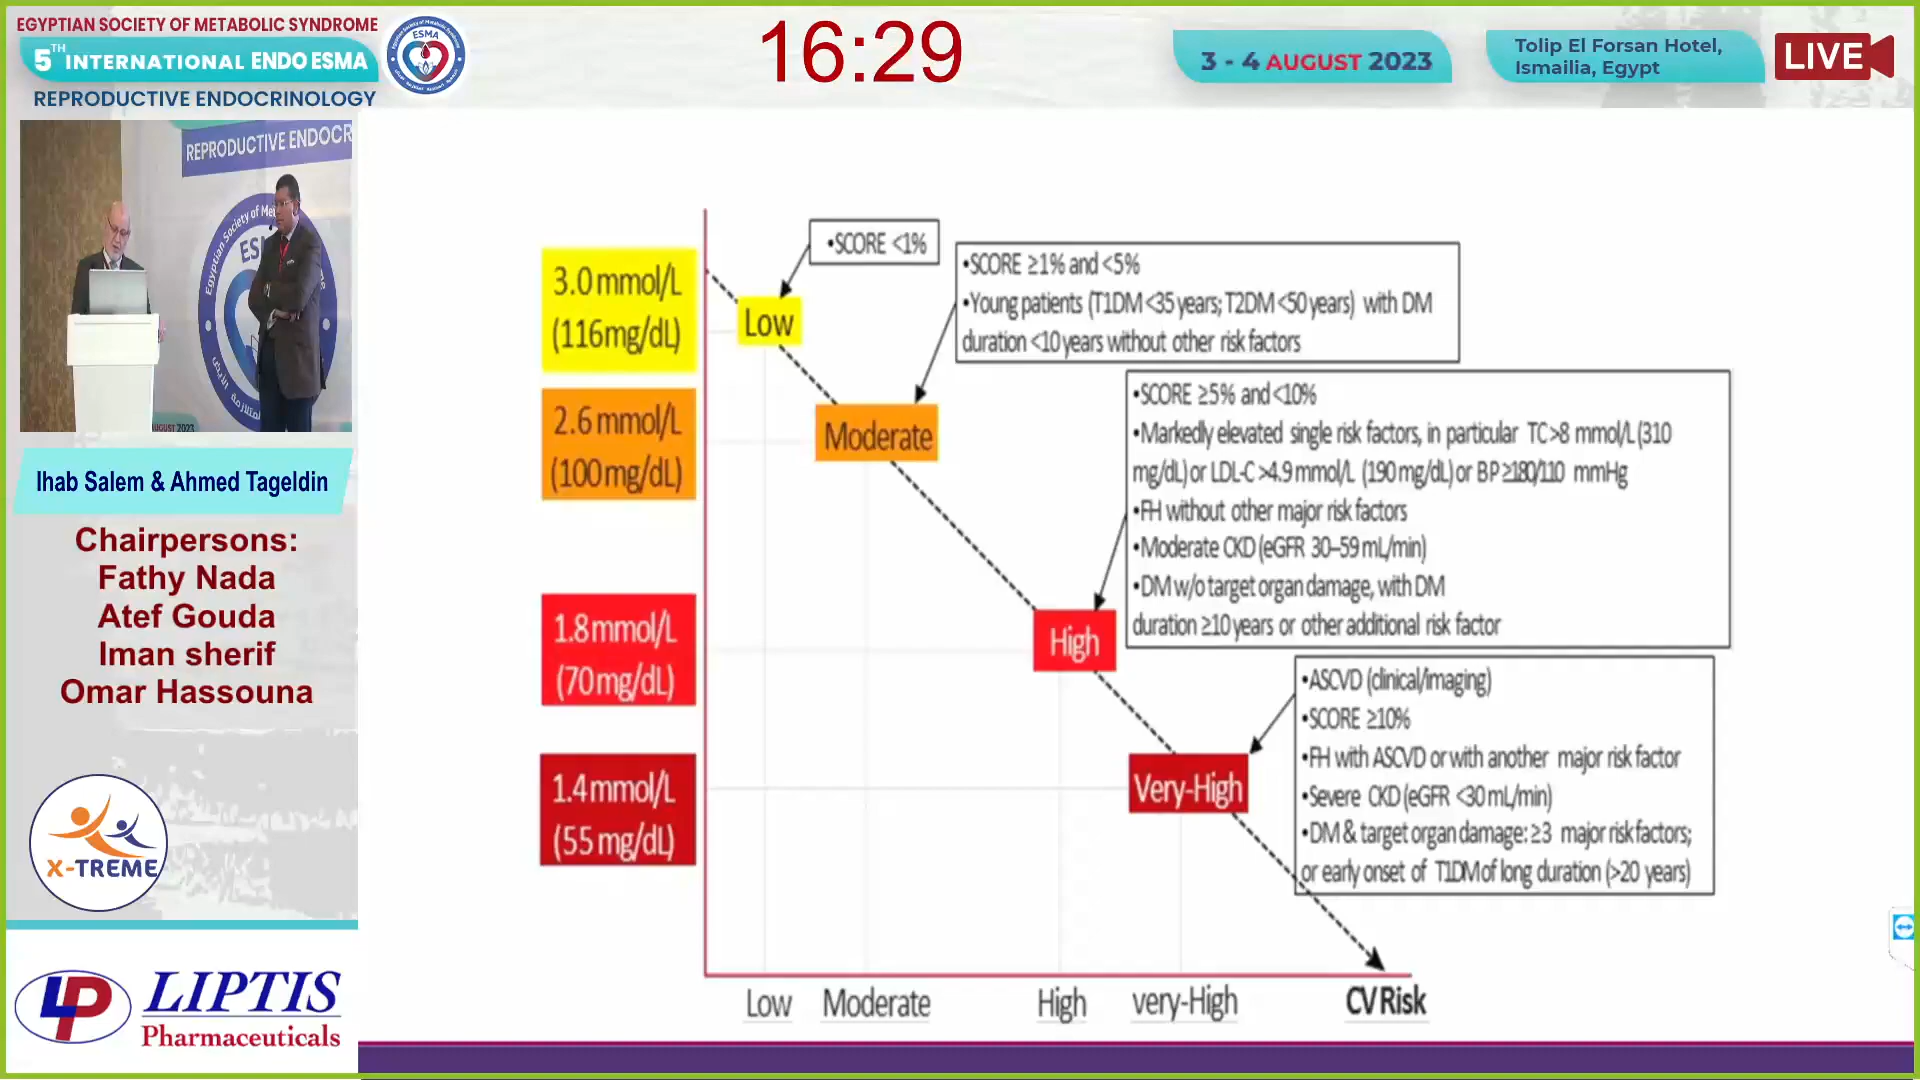 EGYPTIAN SOCIETY OF METABOLIC SYNDROME
5TH INTERNATIONAL ENDO ESMA
REPRODUCTIVE ENDOCRINOLOGY
ESMA
16:29
3 - 4 AUGUST 2023
Tolip El Forsan Hotel,
Ismailia, Egypt
LIVE
REPRODUCTIVE ENDOCR
Egyptian Society of Me
ES
AUGUST 2023
Ihab Salem & Ahmed Tageldin
Chairpersons:
Fathy Nada
Atef Gouda
Iman sherif
Omar Hassouna
X-TREME
LP
LIPTIS
Pharmaceuticals
3.0 mmol/L
(116mg/dL)
2.6 mmol/L
(100mg/dL)
1.8 mmol/L
(70mg/dL)
1.4 mmol/L
(55 mg/dL)
Low
•SCORE <1%
Moderate
•SCORE ≥1% and <5%
•Young patients (T1DM <35 years; T2DM <50 years) with DM
duration <10 years without other risk factors
High
•SCORE ≥5% and <10%
•Markedly elevated single risk factors, in particular TC >8 mmol/L (310
mg/dL) or LDL-C >4.9 mmol/L (190 mg/dL) or BP ≥180/110 mmHg
•FH without other major risk factors
•Moderate CKD (eGFR 30–59 mL/min)
•DM w/o target organ damage, with DM
duration ≥10 years or other additional risk factor
Very-High
•ASCVD (clinical/imaging)
•SCORE ≥10%
•FH with ASCVD or with another major risk factor
•Severe CKD (eGFR <30 mL/min)
•DM & target organ damage: ≥3 major risk factors;
or early onset of T1DM of long duration (>20 years)
Low Moderate High very-High CV Risk